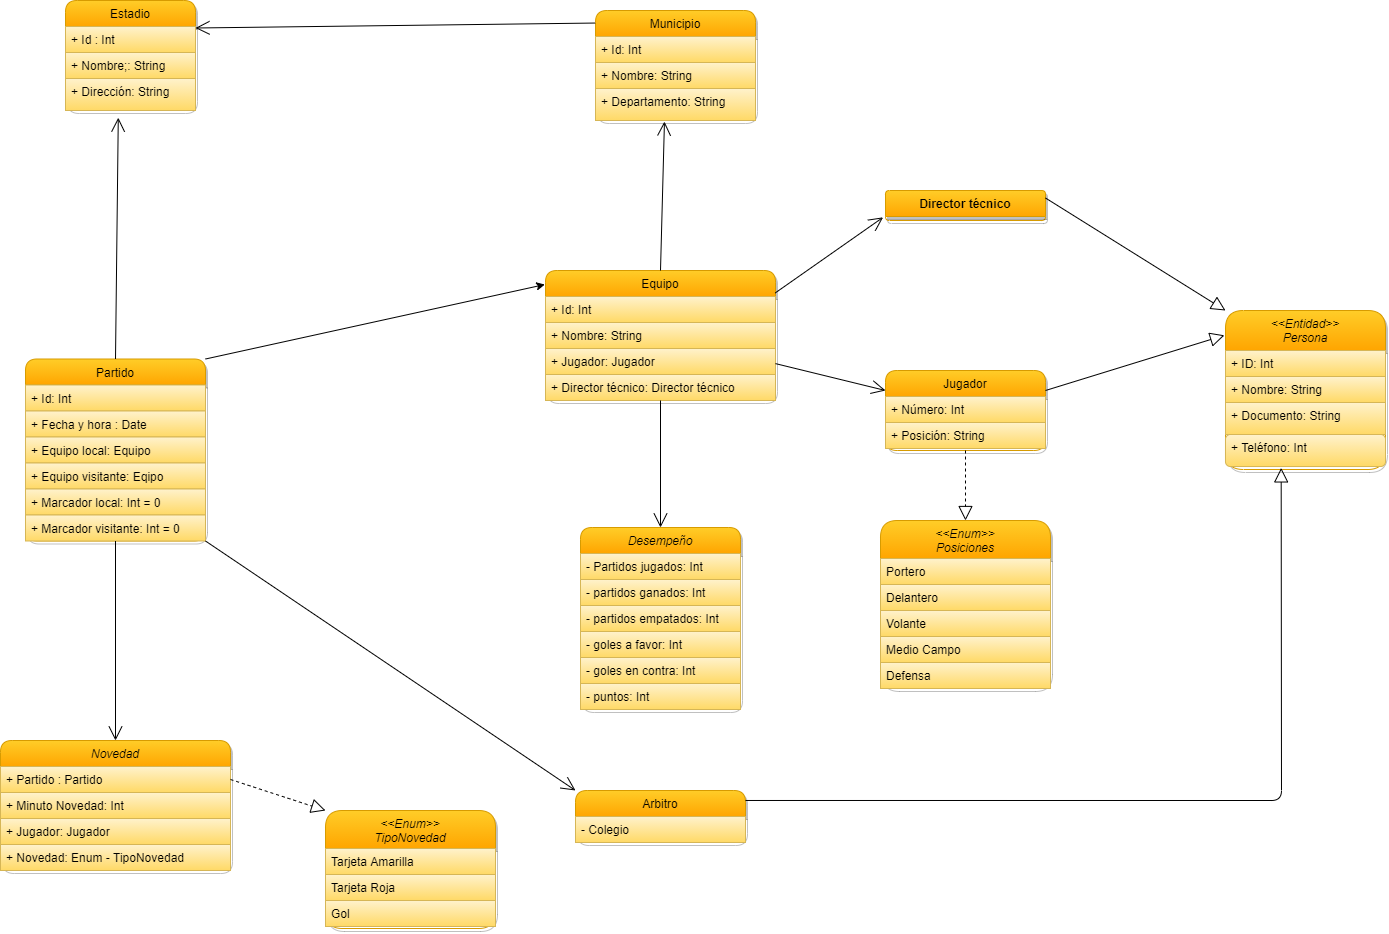 Estadio
+ Id : Int
+ Nombre;: String
+ Dirección: String
Municipio
+ Id: Int
+ Nombre: String
+ Departamento: String
Director técnico
Equipo
+ Id: Int
+ Nombre: String
+ Jugador: Jugador
+ Director técnico: Director técnico
<<Entidad>>
Persona
+ ID: Int
+ Nombre: String
+ Documento: String
+ Teléfono: Int
Partido
+ Id: Int
+ Fecha y hora : Date
+ Equipo local: Equipo
+ Equipo visitante: Eqipo
+ Marcador local: Int = 0
+ Marcador visitante: Int = 0
Jugador
+ Número: Int
+ Posición: String
Desempeño
- Partidos jugados: Int
- partidos ganados: Int
- partidos empatados: Int
- goles a favor: Int
- goles en contra: Int
- puntos: Int
<<Enum>>
Posiciones
Portero
Delantero
Volante
Medio Campo
Defensa
Novedad
+ Partido : Partido
+ Minuto Novedad: Int
+ Jugador: Jugador
+ Novedad: Enum - TipoNovedad
<<Enum>>
TipoNovedad
Tarjeta Amarilla
Tarjeta Roja
Gol
Arbitro
- Colegio